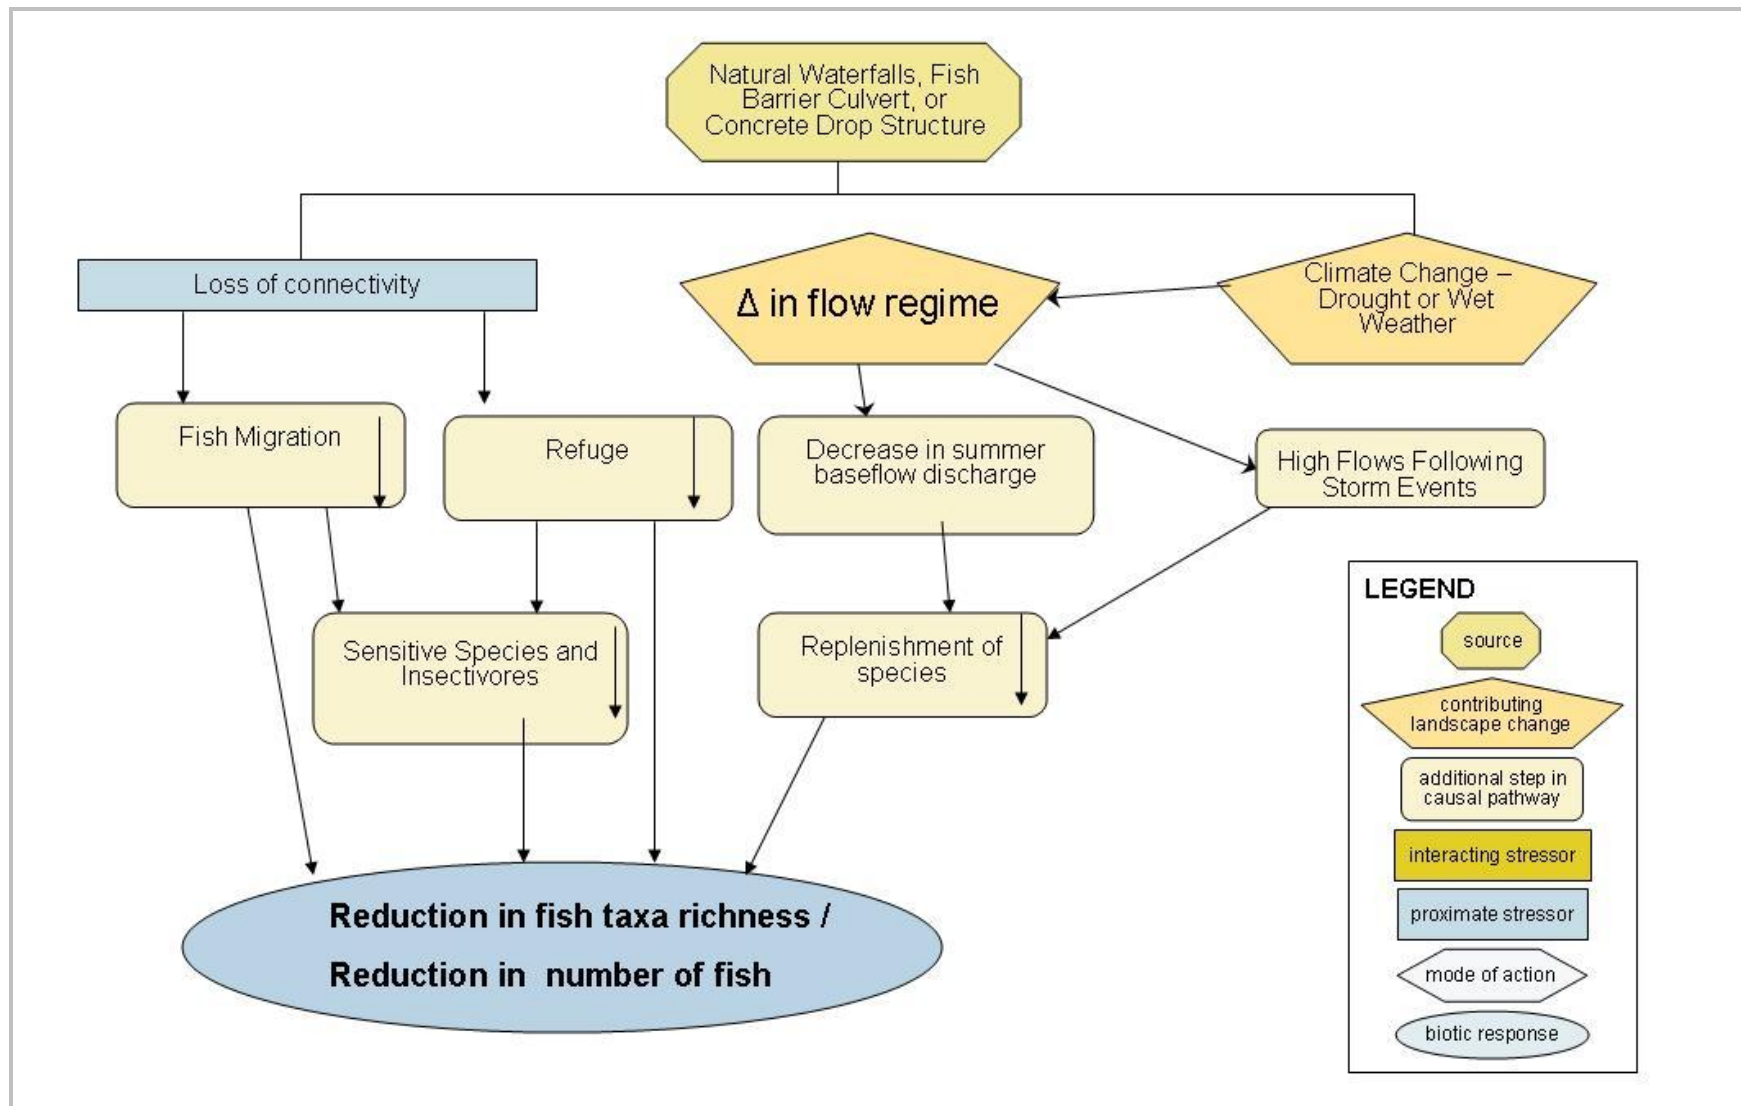 Natural Waterfalls, Fish
Barrier Culvert, or
Concrete Drop Structure
Loss of connectivity
Δ in flow regime
Climate Change –
Drought or Wet
Weather
Fish Migration
Refuge
Decrease in summer
baseflow discharge
High Flows Following
Storm Events
Sensitive Species and
Insectivores
Replenishment of
species
Reduction in fish taxa richness /
Reduction in number of fish
LEGEND
source
contributing
landscape change
additional step in
causal pathway
interacting stressor
proximate stressor
mode of action
biotic response